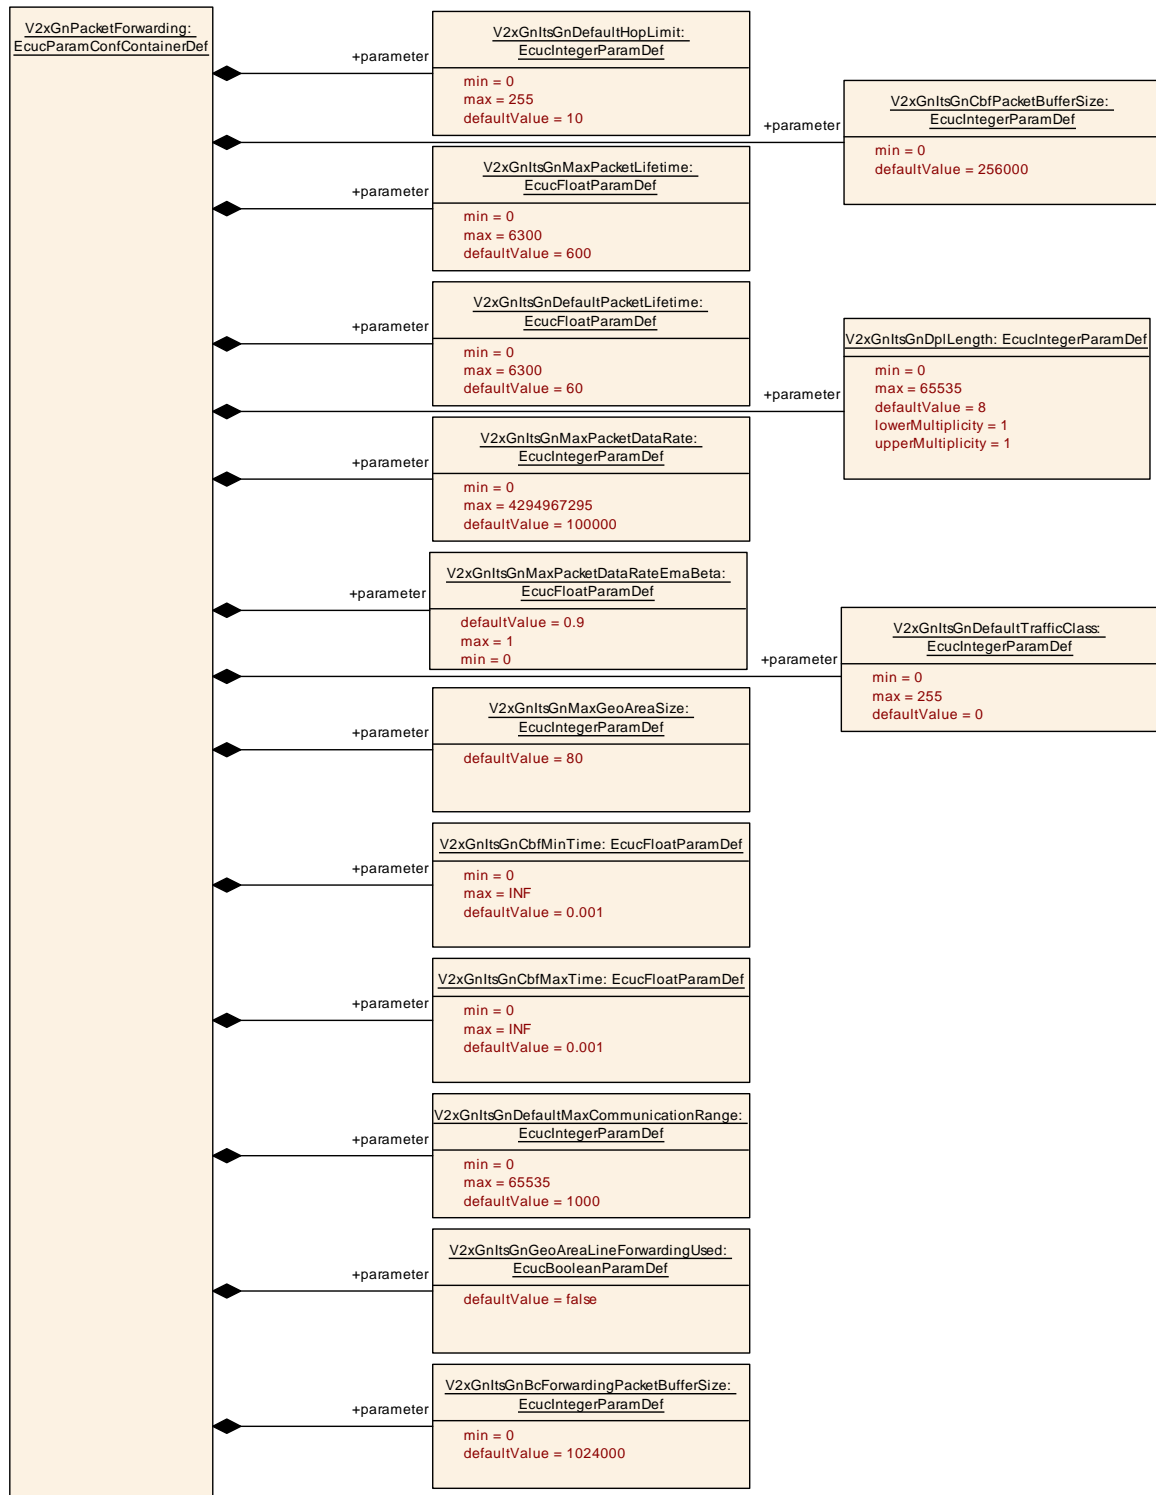 V2xGnPacketForwarding:
EcucParamConfContainerDef
+parameter
V2xGnItsGnDefaultHopLimit:
EcucIntegerParamDef
min = 0
max = 255
defaultValue = 10
+parameter
V2xGnItsGnCbfPacketBufferSize:
EcucIntegerParamDef
min = 0
defaultValue = 256000
+parameter
V2xGnItsGnMaxPacketLifetime:
EcucFloatParamDef
min = 0
max = 6300
defaultValue = 600
+parameter
V2xGnItsGnDefaultPacketLifetime:
EcucFloatParamDef
min = 0
max = 6300
defaultValue = 60
+parameter
V2xGnItsGnDplLength: EcucIntegerParamDef
min = 0
max = 65535
defaultValue = 8
lowerMultiplicity = 1
upperMultiplicity = 1
+parameter
V2xGnItsGnMaxPacketDataRate:
EcucIntegerParamDef
min = 0
max = 4294967295
defaultValue = 100000
+parameter
V2xGnItsGnMaxPacketDataRateEmaBeta:
EcucFloatParamDef
defaultValue = 0.9
max = 1
min = 0
+parameter
V2xGnItsGnDefaultTrafficClass:
EcucIntegerParamDef
min = 0
max = 255
defaultValue = 0
+parameter
V2xGnItsGnMaxGeoAreaSize:
EcucIntegerParamDef
defaultValue = 80
+parameter
V2xGnItsGnCbfMinTime: EcucFloatParamDef
min = 0
max = INF
defaultValue = 0.001
+parameter
V2xGnItsGnCbfMaxTime: EcucFloatParamDef
min = 0
max = INF
defaultValue = 0.001
+parameter
V2xGnItsGnDefaultMaxCommunicationRange:
EcucIntegerParamDef
min = 0
max = 65535
defaultValue = 1000
+parameter
V2xGnItsGnGeoAreaLineForwardingUsed:
EcucBooleanParamDef
defaultValue = false
+parameter
V2xGnItsGnBcForwardingPacketBufferSize:
EcucIntegerParamDef
min = 0
defaultValue = 1024000